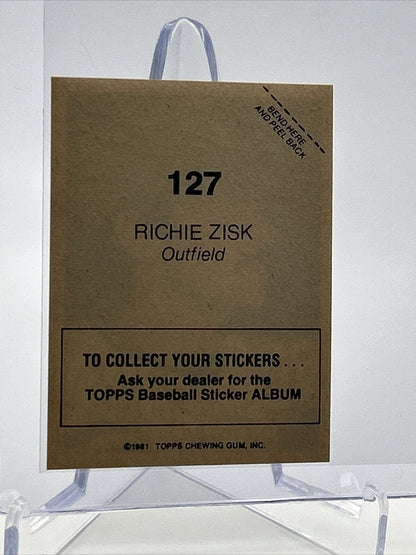 BEND HERE
AND PEEL BACK
127
RICHIE ZISK
Outfield
TO COLLECT YOUR STICKERS . . .
Ask your dealer for the
TOPPS Baseball Sticker ALBUM
©1981 TOPPS CHEWING GUM, INC.